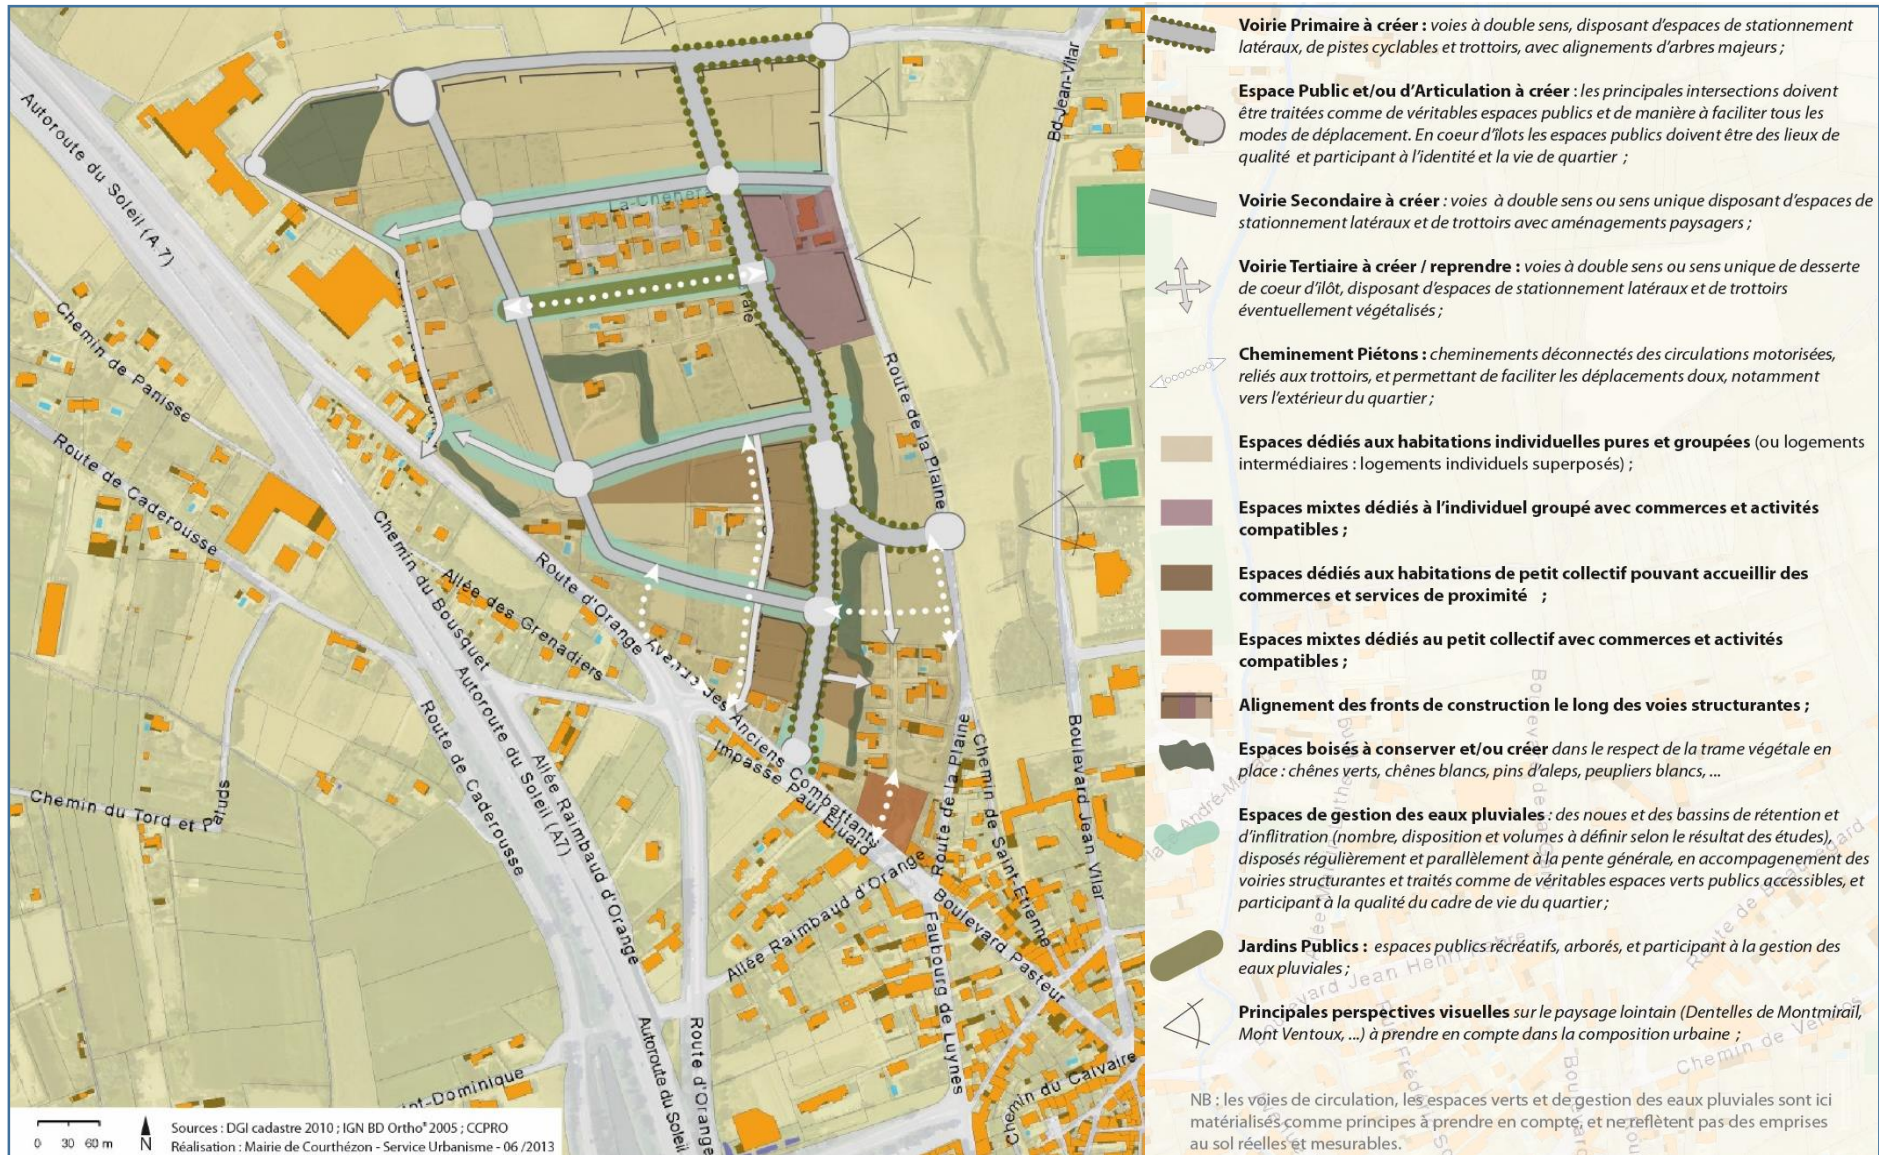 Autoroute du Soleil (A 7)
Bd Jean-Vilar
La-Chêner
Chemin de Panisse
Route de Caderousse
Route de la Plaine
Chemin du Bousquet
Route d'Orange
Allée des Grenadiers
Avenue des Anciens Combattants
Impasse Paul Eluard
Autoroute du Soleil (A7)
Allée Raimbaud d'Orange
Route de Caderousse
Chemin du Tord et Paluds
Route de la Plaine
Chemin de Saint-Etienne
Boulevard Jean Vilar
Allée Raimbaud d'Orange
Boulevard Pasteur
Faubourg de Luynes
Chemin du Calvaire
Route d'Orange
Autoroute du Soleil
nt-Dominique
0 30 60 m
N
Sources : DGI cadastre 2010 ; IGN BD Ortho® 2005 ; CCPRO
Réalisation : Mairie de Courthézon - Service Urbanisme - 06 /2013
Voirie Primaire à créer : voies à double sens, disposant d'espaces de stationnement
latéraux, de pistes cyclables et trottoirs, avec alignements d'arbres majeurs ;
Espace Public et/ou d'Articulation à créer : les principales intersections doivent
être traitées comme de véritables espaces publics et de manière à faciliter tous les
modes de déplacement. En coeur d'îlots les espaces publics doivent être des lieux de
qualité et participant à l'identité et la vie de quartier ;
Voirie Secondaire à créer : voies à double sens ou sens unique disposant d'espaces de
stationnement latéraux et de trottoirs avec aménagements paysagers ;
Voirie Tertiaire à créer / reprendre : voies à double sens ou sens unique de desserte
de coeur d'ilôt, disposant d'espaces de stationnement latéraux et de trottoirs
éventuellement végétalisés ;
Cheminement Piétons : cheminements déconnectés des circulations motorisées,
reliés aux trottoirs, et permettant de faciliter les déplacements doux, notamment
vers l'extérieur du quartier ;
Espaces dédiés aux habitations individuelles pures et groupées (ou logements
intermédiaires : logements individuels superposés) ;
Espaces mixtes dédiés à l'individuel groupé avec commerces et activités
compatibles ;
Espaces dédiés aux habitations de petit collectif pouvant accueillir des
commerces et services de proximité ;
Espaces mixtes dédiés au petit collectif avec commerces et activités
compatibles ;
Alignement des fronts de construction le long des voies structurantes ;
Espaces boisés à conserver et/ou créer dans le respect de la trame végétale en
place : chênes verts, chênes blancs, pins d'aleps, peupliers blancs, ...
Espaces de gestion des eaux pluviales : des noues et des bassins de rétention et
d'inflitration (nombre, disposition et volumes à définir selon le résultat des études),
disposés régulièrement et parallèlement à la pente générale, en accompagenement des
voiries structurantes et traités comme de véritables espaces verts publics accessibles, et
participant à la qualité du cadre de vie du quartier ;
Jardins Publics : espaces publics récréatifs, arborés, et participant à la gestion des
eaux pluviales ;
Principales perspectives visuelles sur le paysage lointain (Dentelles de Montmirail,
Mont Ventoux, ...) à prendre en compte dans la composition urbaine ;
NB : les voies de circulation, les espaces verts et de gestion des eaux pluviales sont ici
matérialisés comme principes à prendre en compte, et ne reflètent pas des emprises
au sol réelles et mesurables.